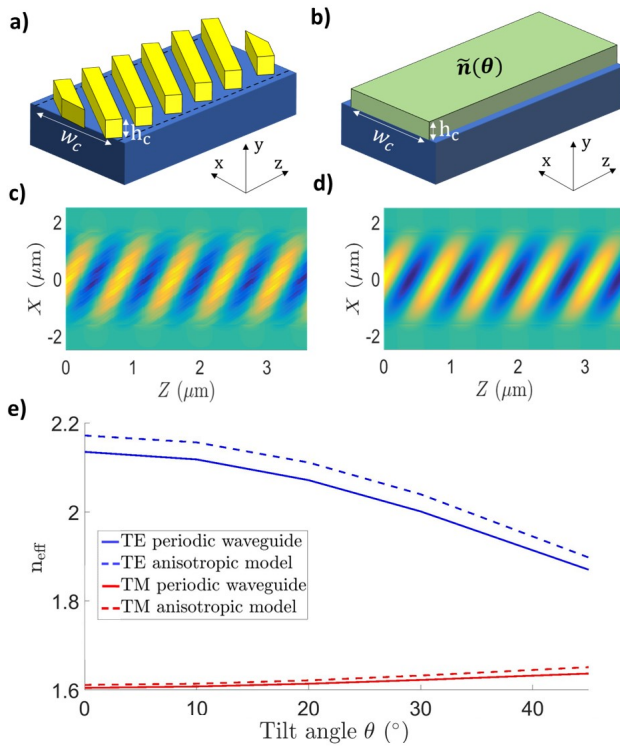 a)
b)
ñ(θ)
h_c
w_c
y
x
z
h_c
w_c
y
x
z
c)
d)
2
0
-2
X (μm)
0
1
2
3
Z (μm)
2
0
-2
X (μm)
0
1
2
3
Z (μm)
e)
2.2
2
1.8
1.6
n_eff
TE periodic waveguide
TE anisotropic model
TM periodic waveguide
TM anisotropic model
0
10
20
30
40
Tilt angle θ (°)